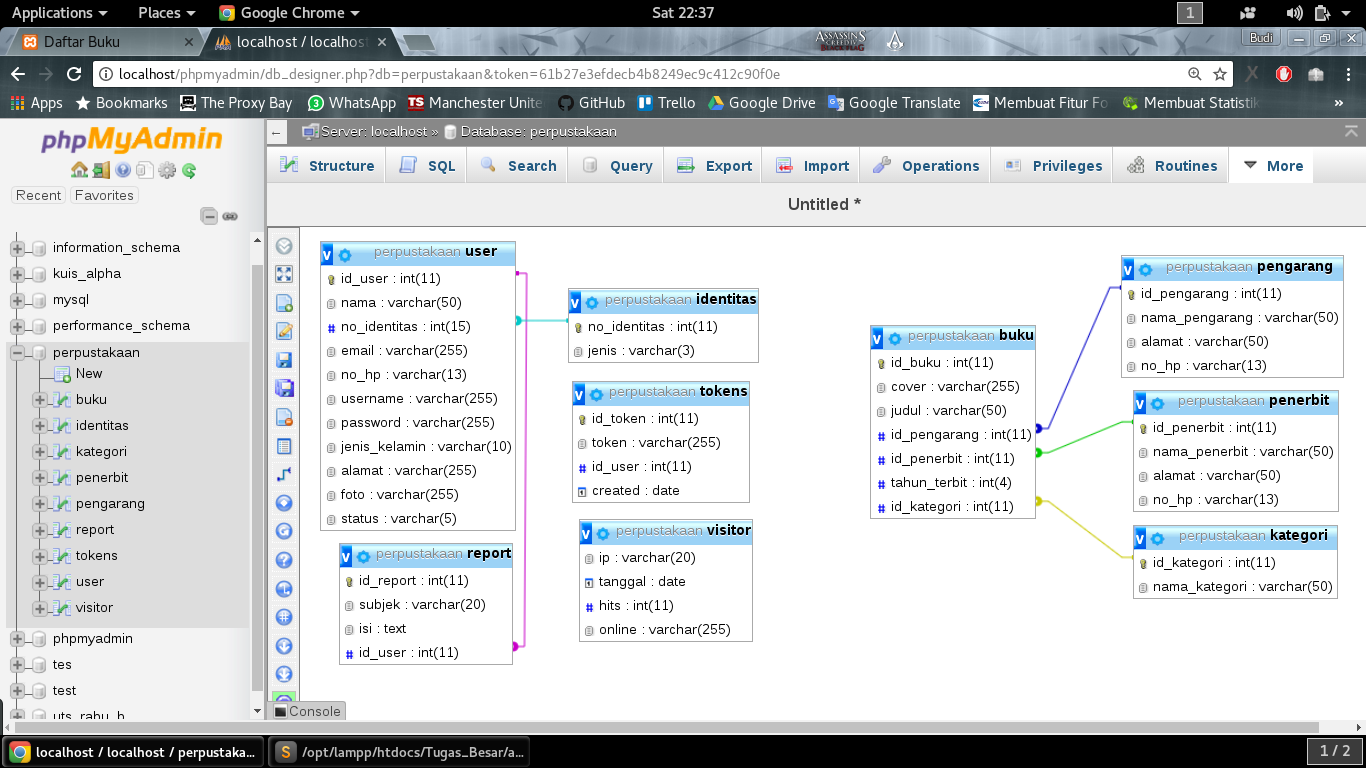 Applications Places Google Chrome Sat 22:37 1
Daftar Buku localhost / localhost ASSASSIN'S CREED BLACK FLAG Budi
localhost/phpmyadmin/db_designer.php?db=perpustakaan&token=61b27e3efdecb4b8249ec9c412c90f0e
Apps Bookmarks The Proxy Bay WhatsApp TS Manchester Unite GitHub Trello Google Drive Google Translate Membuat Fitur Fo Membuat Statistik »
phpMyAdmin
Recent Favorites
information_schema
kuis_alpha
mysql
performance_schema
perpustakaan
New
buku
identitas
kategori
penerbit
pengarang
report
tokens
user
visitor
phpmyadmin
tes
test
uts_rahu_h
Server: localhost » Database: perpustakaan
Structure SQL Search Query Export Import Operations Privileges Routines More
Untitled *
v perpustakaan user
id_user : int(11)
nama : varchar(50)
no_identitas : int(15)
email : varchar(255)
no_hp : varchar(13)
username : varchar(255)
password : varchar(255)
jenis_kelamin : varchar(10)
alamat : varchar(255)
foto : varchar(255)
status : varchar(5)
v perpustakaan report
id_report : int(11)
subjek : varchar(20)
isi : text
id_user : int(11)
v perpustakaan identitas
no_identitas : int(11)
jenis : varchar(3)
v perpustakaan tokens
id_token : int(11)
token : varchar(255)
id_user : int(11)
created : date
v perpustakaan visitor
ip : varchar(20)
tanggal : date
hits : int(11)
online : varchar(255)
v perpustakaan buku
id_buku : int(11)
cover : varchar(255)
judul : varchar(50)
id_pengarang : int(11)
id_penerbit : int(11)
tahun_terbit : int(4)
id_kategori : int(11)
v perpustakaan pengarang
id_pengarang : int(11)
nama_pengarang : varchar(50)
alamat : varchar(50)
no_hp : varchar(13)
v perpustakaan penerbit
id_penerbit : int(11)
nama_penerbit : varchar(50)
alamat : varchar(50)
no_hp : varchar(13)
v perpustakaan kategori
id_kategori : int(11)
nama_kategori : varchar(50)
Console
localhost / localhost / perpustaka... /opt/lampp/htdocs/Tugas_Besar/a... 1 / 2